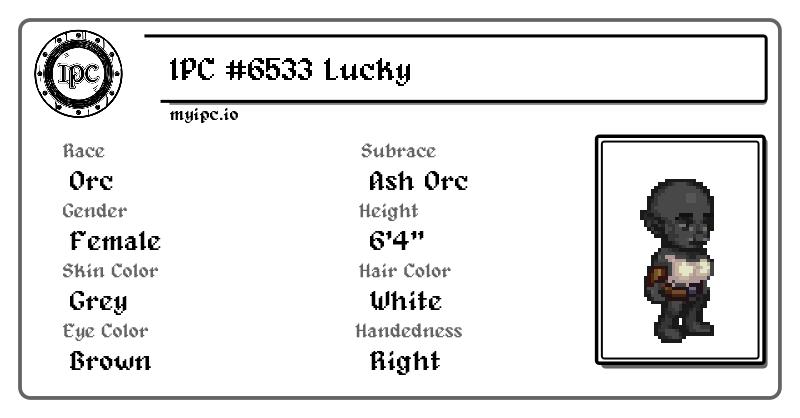 IPC
IPC #6533 Lucky
myipc.io
Race
Orc
Subrace
Ash Orc
Gender
Female
Height
6'4"
Skin Color
Grey
Hair Color
White
Eye Color
Brown
Handedness
Right